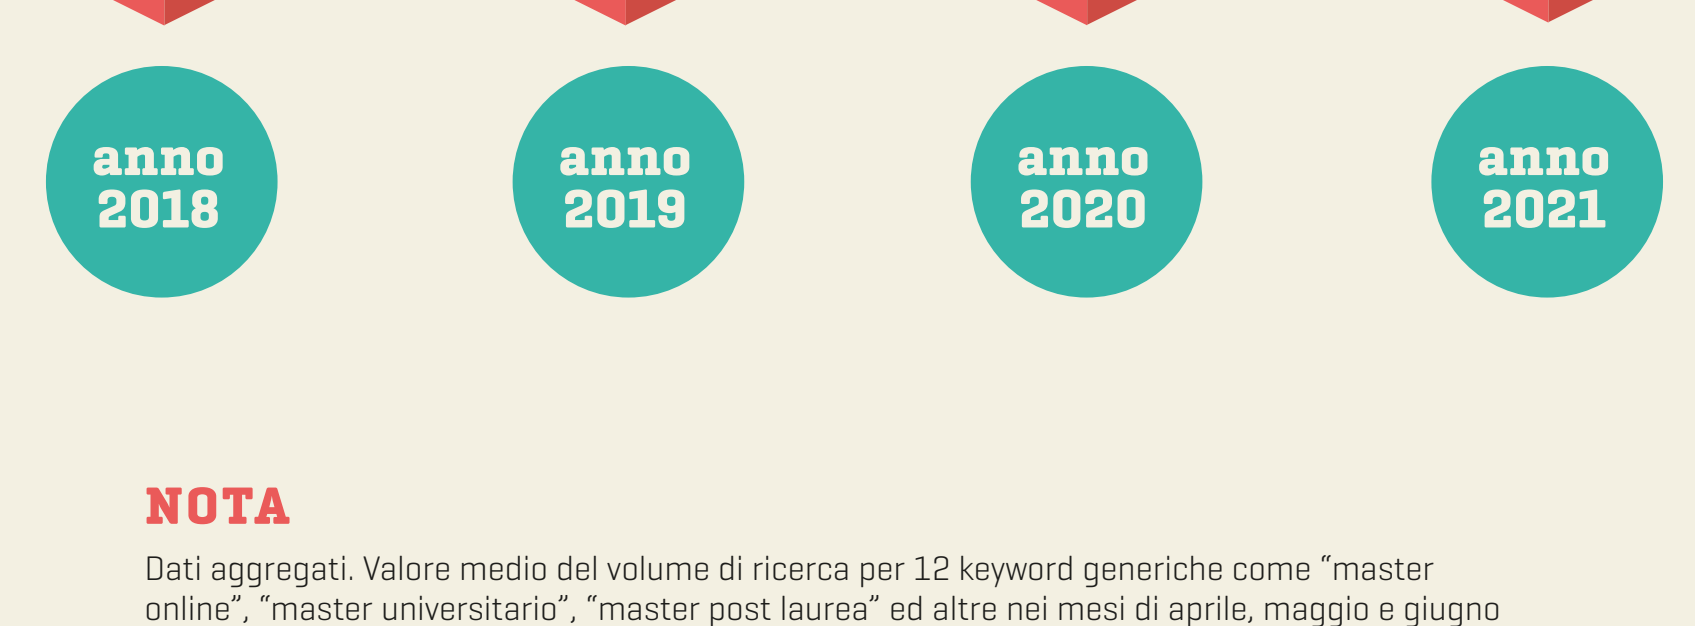 anno
2018
anno
2019
anno
2020
anno
2021
NOTA
Dati aggregati. Valore medio del volume di ricerca per 12 keyword generiche come “master
online”, “master universitario”, “master post laurea” ed altre nei mesi di aprile, maggio e giugno